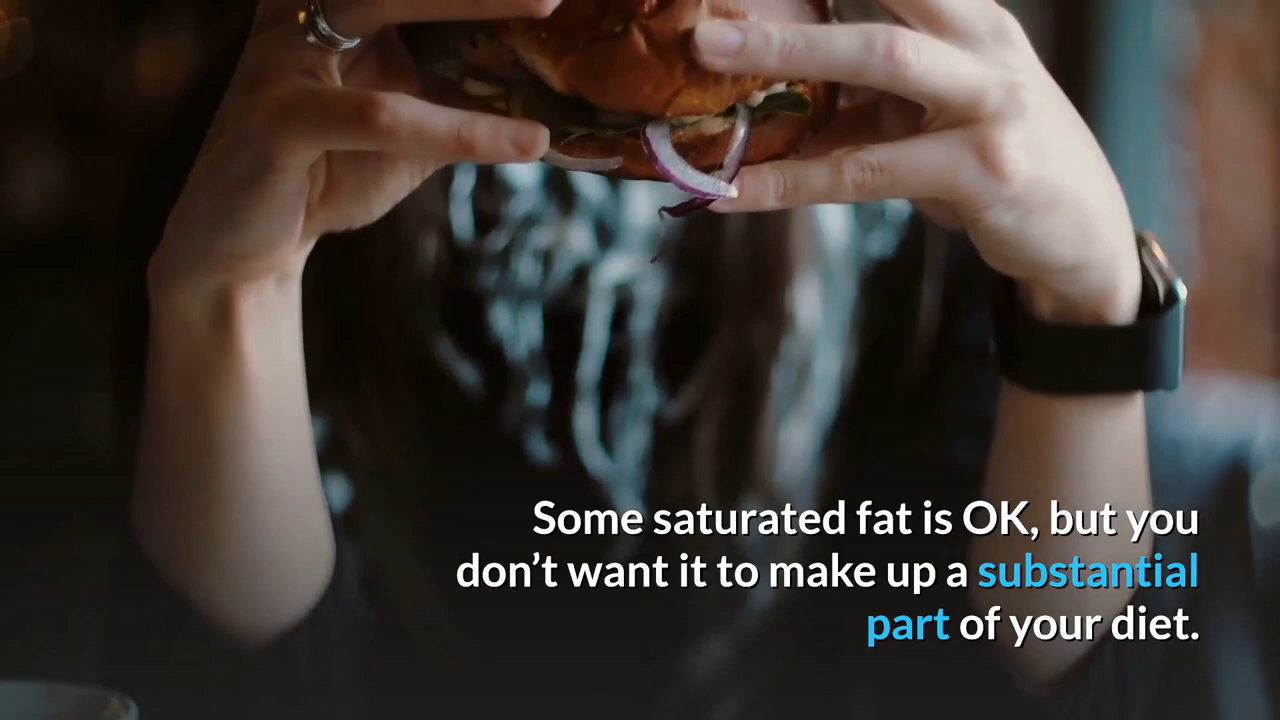 Some saturated fat is OK, but you
don’t want it to make up a substantial
part of your diet.